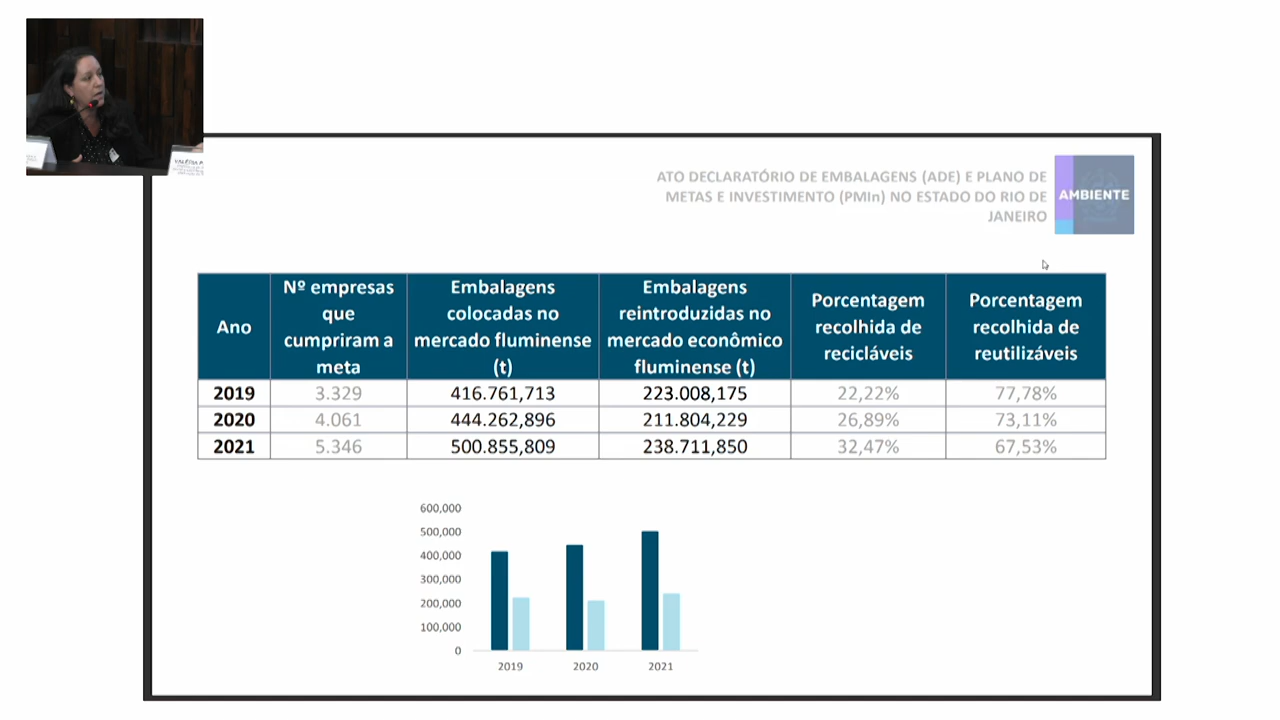 VALÉRIA P
ATO DECLARATÓRIO DE EMBALAGENS (ADE) E PLANO DE
METAS E INVESTIMENTO (PMIn) NO ESTADO DO RIO DE
JANEIRO
AMBIENTE
Ano
Nº empresas
que
cumpriram a
meta
Embalagens
colocadas no
mercado fluminense
(t)
Embalagens
reintroduzidas no
mercado econômico
fluminense (t)
Porcentagem
recolhida de
recicláveis
Porcentagem
recolhida de
reutilizáveis
2019 3.329 416.761,713 223.008,175 22,22% 77,78%
2020 4.061 444.262,896 211.804,229 26,89% 73,11%
2021 5.346 500.855,809 238.711,850 32,47% 67,53%
600,000
500,000
400,000
300,000
200,000
100,000
0
2019 2020 2021